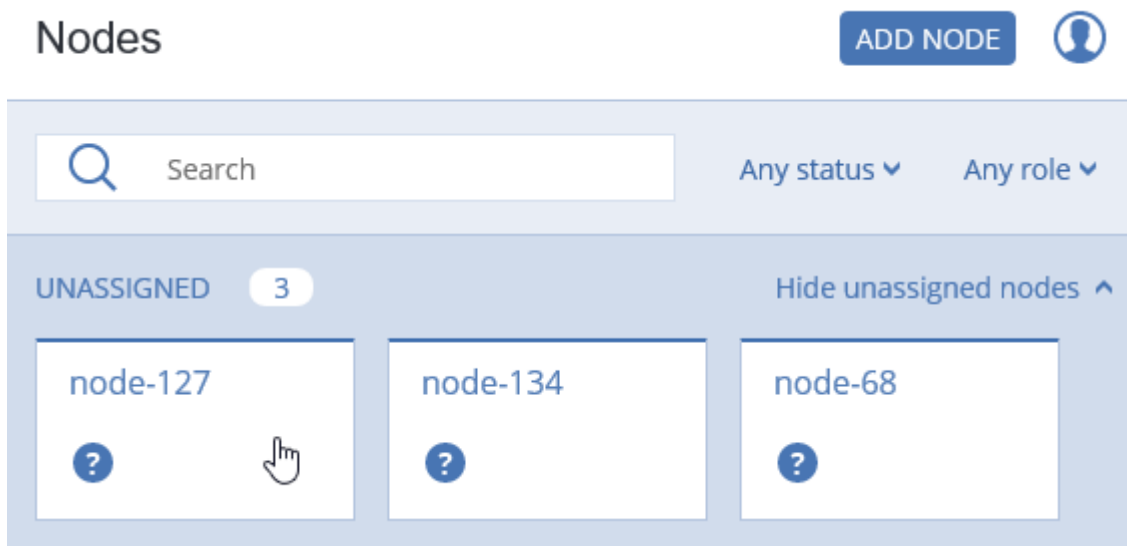 Nodes
ADD NODE
Search
Any status
Any role
UNASSIGNED 3
Hide unassigned nodes
node-127
node-134
node-68
?
?
?